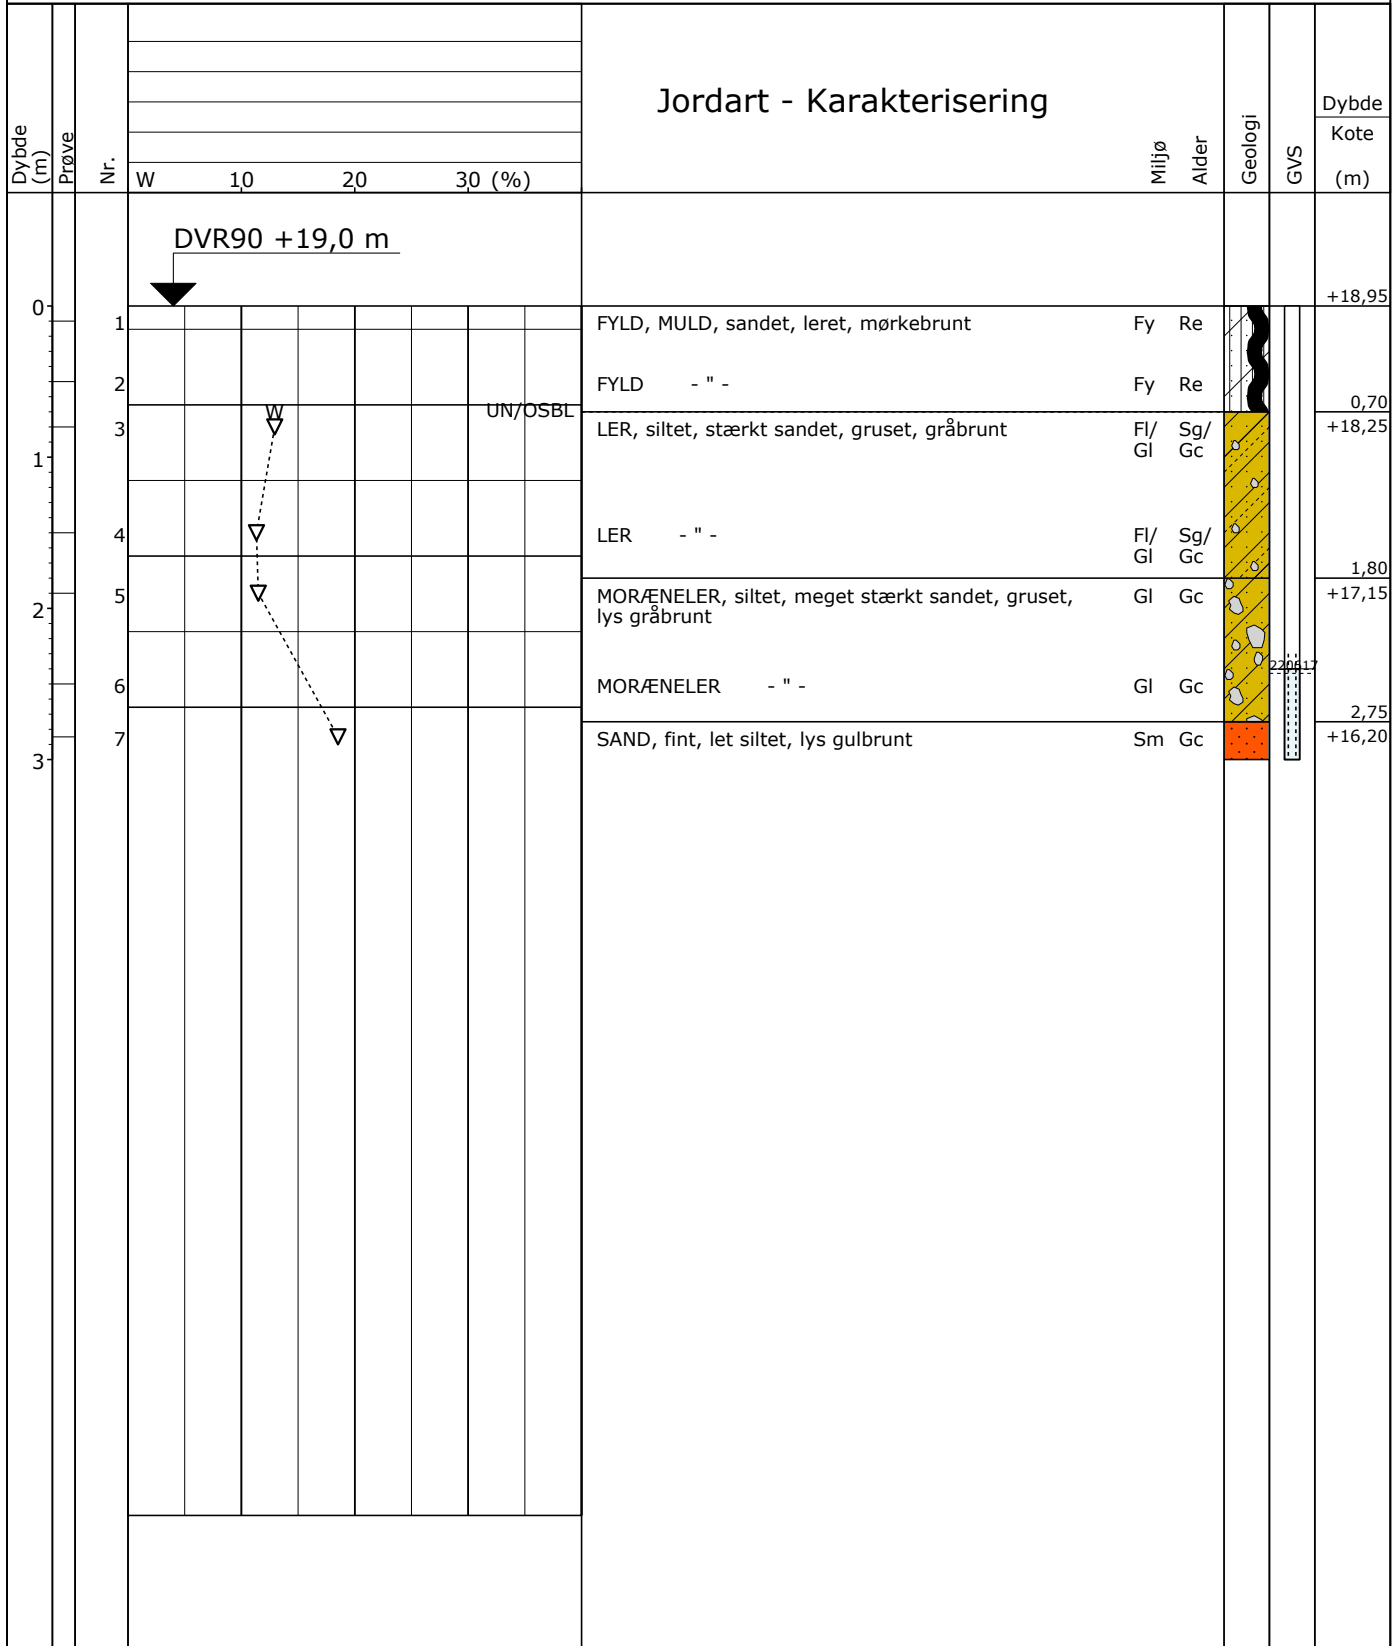 Jordart - Karakterisering
Dybde (m)
Prøve
Nr.
W 10 20 30 (%)
Miljø
Alder
Geologi
GVS
Dybde
Kote
(m)
DVR90 +19,0 m
+18,95
0
1 FYLD, MULD, sandet, leret, mørkebrunt Fy Re
2 FYLD - " - Fy Re
0,70
W UN/OSBL
3 LER, siltet, stærkt sandet, gruset, gråbrunt Fl/ Sg/ +18,25
Gl Gc
1
4 LER - " - Fl/ Sg/
Gl Gc
1,80
5 MORÆNELER, siltet, meget stærkt sandet, gruset, Gl Gc +17,15
lys gråbrunt
2
220617
6 MORÆNELER - " - Gl Gc
2,75
7 SAND, fint, let siltet, lys gulbrunt Sm Gc +16,20
3